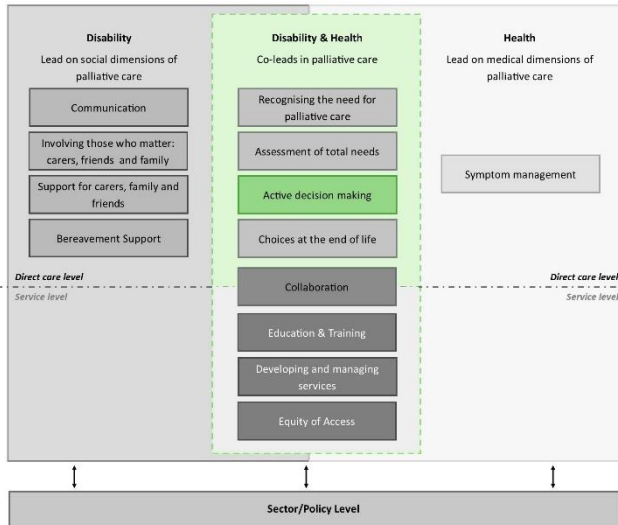 Disability
Lead on social dimensions of
palliative care
Communication
Involving those who matter:
carers, friends and family
Support for carers, family and
friends
Bereavement Support
Disability & Health
Co-leads in palliative care
Recognising the need for
palliative care
Assessment of total needs
Active decision making
Choices at the end of life
Health
Lead on medical dimensions of
palliative care
Symptom management
Direct care level
Service level
Direct care level
Service level
Collaboration
Education & Training
Developing and managing
services
Equity of Access
Sector/Policy Level